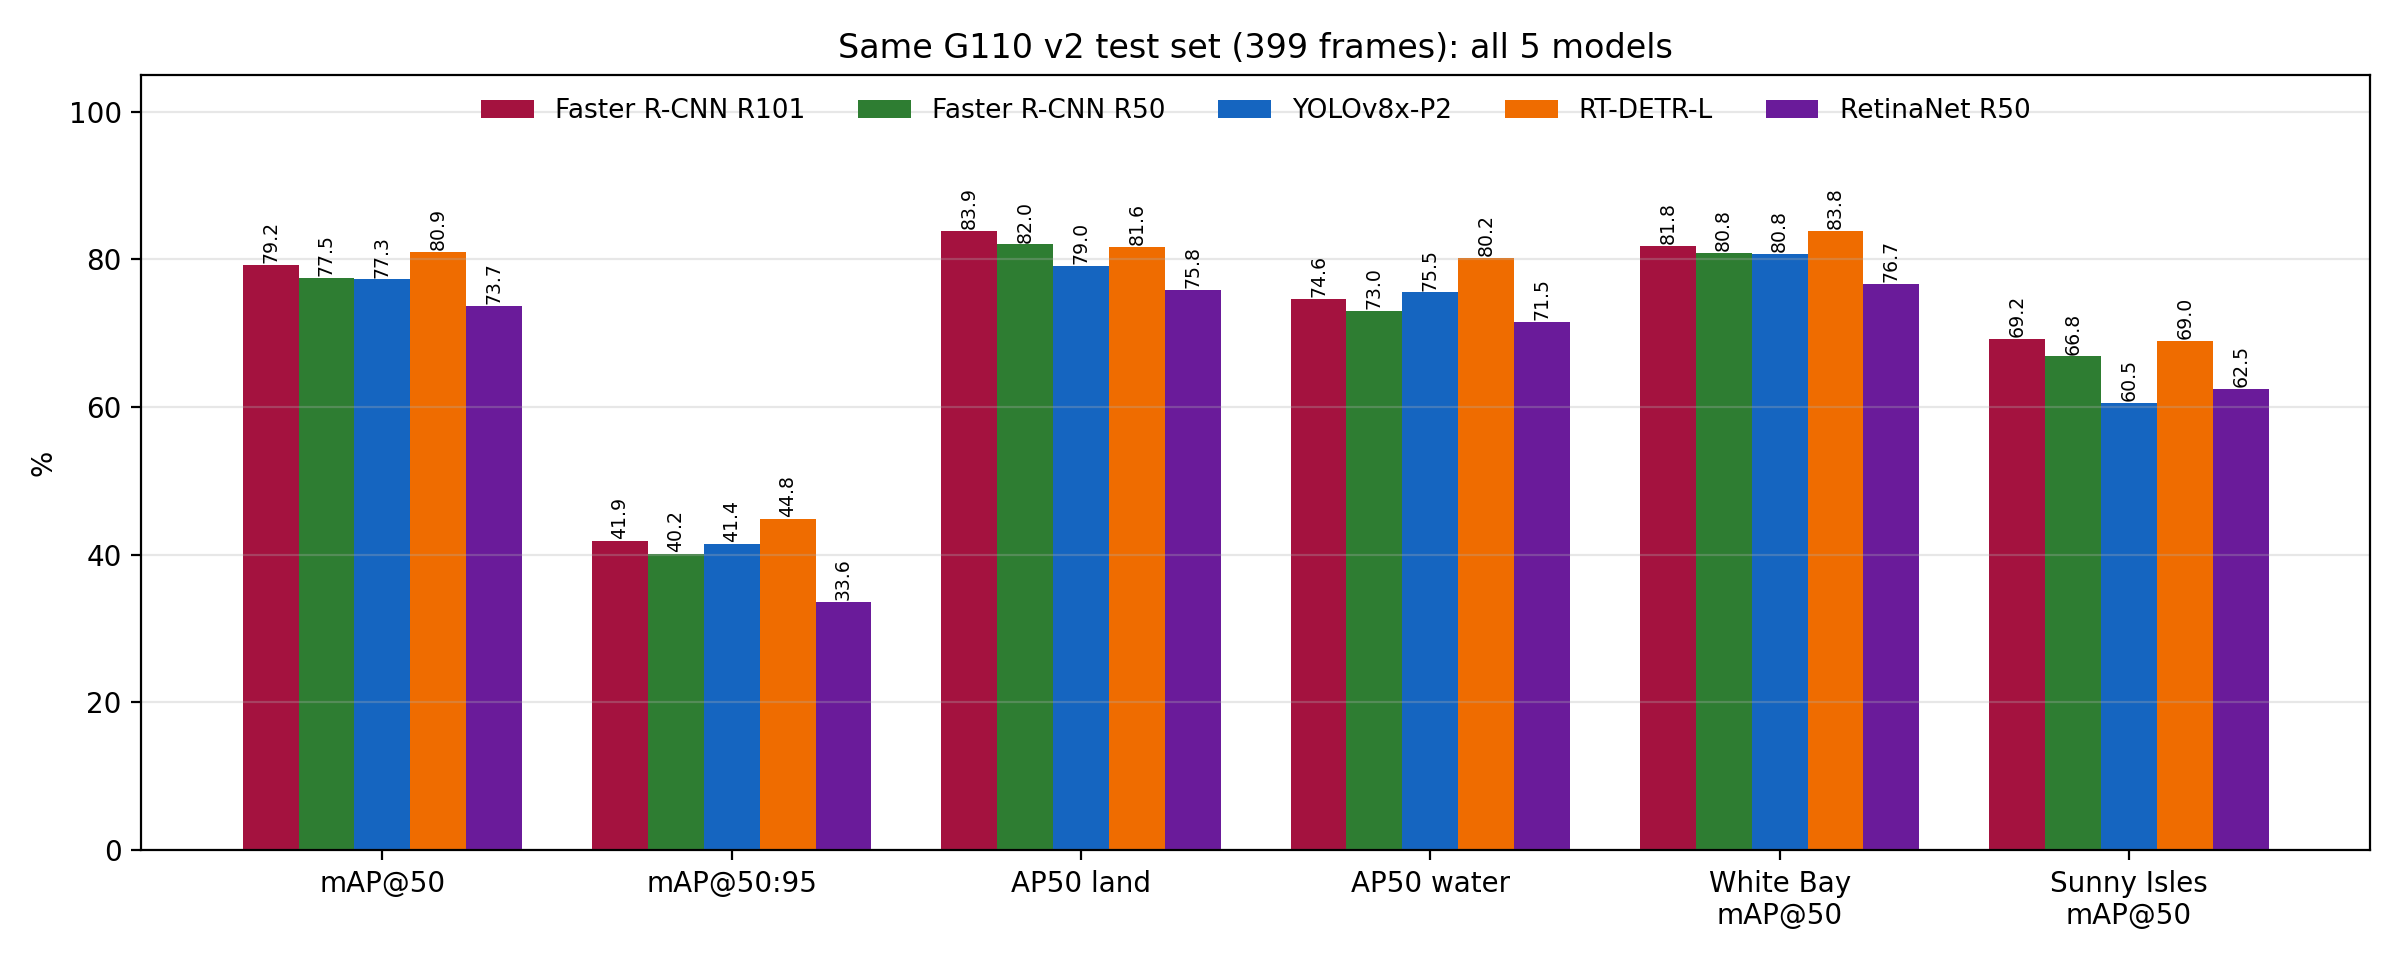 Same G110 v2 test set (399 frames): all 5 models
Faster R-CNN R101 Faster R-CNN R50 YOLOv8x-P2 RT-DETR-L RetinaNet R50
%
100
80
60
40
20
0
79.2 77.5 77.3 80.9 73.7
41.9 40.2 41.4 44.8 33.6
83.9 82.0 79.0 81.6 75.8
74.6 73.0 75.5 80.2 71.5
81.8 80.8 80.8 83.8 76.7
69.2 66.8 60.5 69.0 62.5
mAP@50
mAP@50:95
AP50 land
AP50 water
White Bay
mAP@50
Sunny Isles
mAP@50